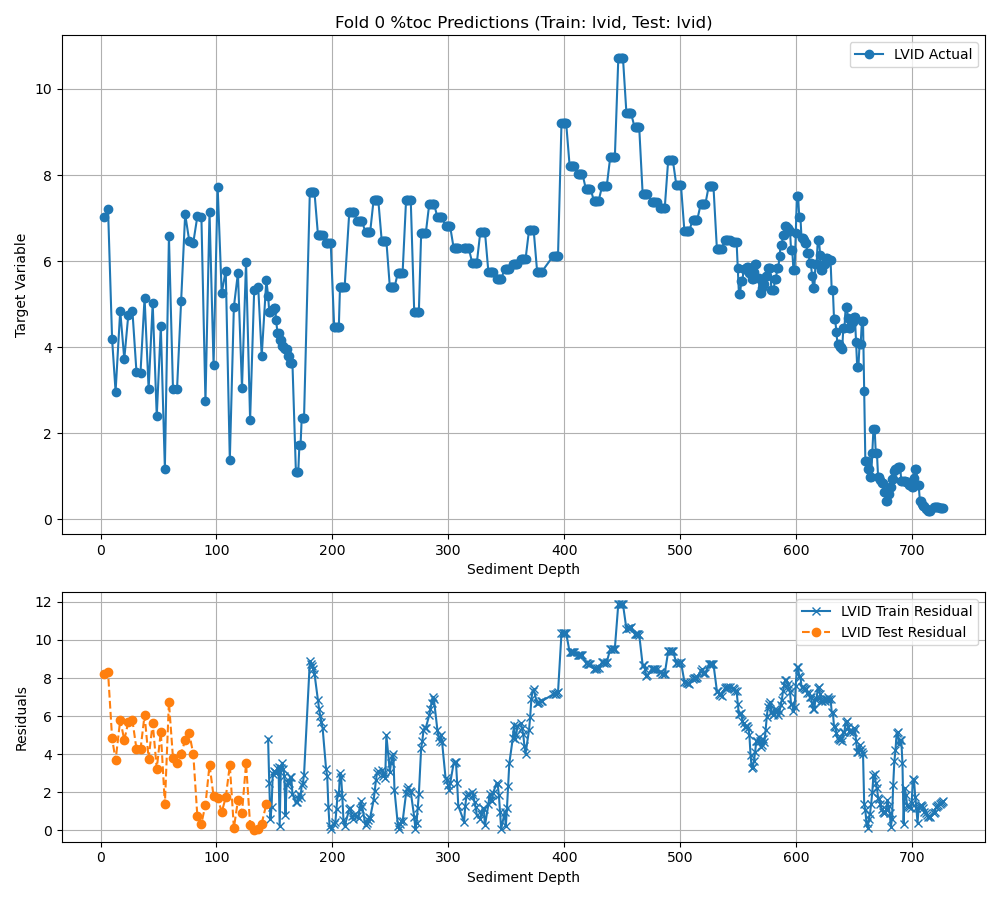 Fold 0 %toc Predictions (Train: lvid, Test: lvid)
LVID Actual
Target Variable
10
8
6
4
2
0
0 100 200 300 400 500 600 700
Sediment Depth
LVID Train Residual
LVID Test Residual
Residuals
12
10
8
6
4
2
0
0 100 200 300 400 500 600 700
Sediment Depth